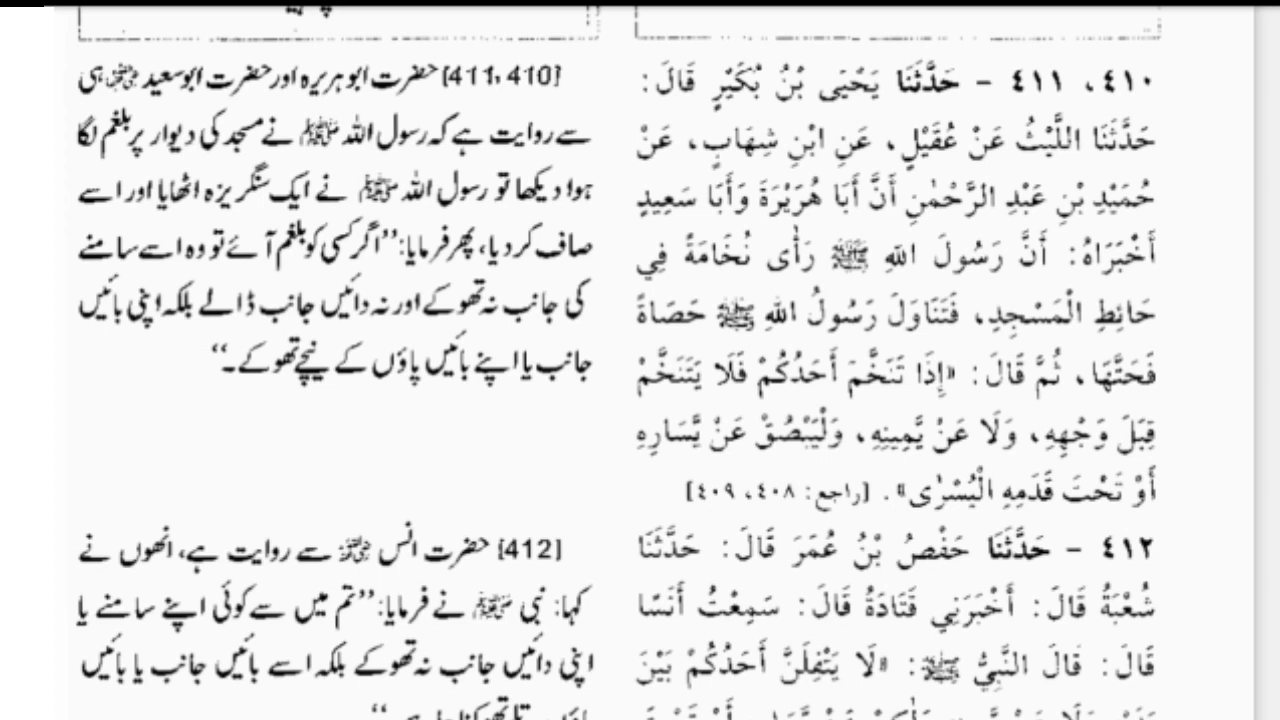 ٤١٠، ٤١١ - حَدَّثَنَا يَحْيَى بْنُ بُكَيْرٍ قَالَ:
حَدَّثَنَا اللَّيْثُ عَنْ عُقَيْلٍ، عَنِ ابْنِ شِهَابٍ، عَنْ
حُمَيْدِ بْنِ عَبْدِ الرَّحْمٰنِ أَنَّ أَبَا هُرَيْرَةَ وَأَبَا سَعِيدٍ
أَخْبَرَاهُ: أَنَّ رَسُولَ اللهِ ﷺ رَأَى نُخَامَةً فِي
حَائِطِ الْمَسْجِدِ، فَتَنَاوَلَ رَسُولُ اللهِ ﷺ حَصَاةً
فَحَتَّهَا، ثُمَّ قَالَ: «إِذَا تَنَخَّمَ أَحَدُكُمْ فَلَا يَتَنَخَّمْ
قِبَلَ وَجْهِهِ، وَلَا عَنْ يَّمِينِهِ، وَلْيَبْصُقْ عَنْ يَّسَارِهِ
أَوْ تَحْتَ قَدَمِهِ الْيُسْرٰى». [راجع: ٤٠٨، ٤٠٩]
٤١٢ - حَدَّثَنَا حَفْصُ بْنُ عُمَرَ قَالَ: حَدَّثَنَا
شُعْبَةُ قَالَ: أَخْبَرَنِي قَتَادَةُ قَالَ: سَمِعْتُ أَنَسًا
قَالَ: قَالَ النَّبِيُّ ﷺ: «لَا يَتْفِلَنَّ أَحَدُكُمْ بَيْنَ
[411،410] حضرت ابوہریرہ اور حضرت ابوسعید ؓ ہی
سے روایت ہے کہ رسول اللہ ﷺ نے مسجد کی دیوار پر بلغم لگا
ہوا دیکھا تو رسول اللہ ﷺ نے ایک سنگریزہ اٹھایا اور اسے
صاف کر دیا، پھر فرمایا: ’’اگر کسی کو بلغم آئے تو وہ اسے سامنے
کی جانب نہ تھوکے اور نہ دائیں جانب ڈالے بلکہ اپنی بائیں
جانب یا اپنے بائیں پاؤں کے نیچے تھوکے۔‘‘
[412] حضرت انس ؓ سے روایت ہے، انھوں نے
کہا: نبی ﷺ نے فرمایا: ’’تم میں سے کوئی اپنے سامنے یا
اپنی دائیں جانب نہ تھوکے بلکہ اسے بائیں جانب یا بائیں